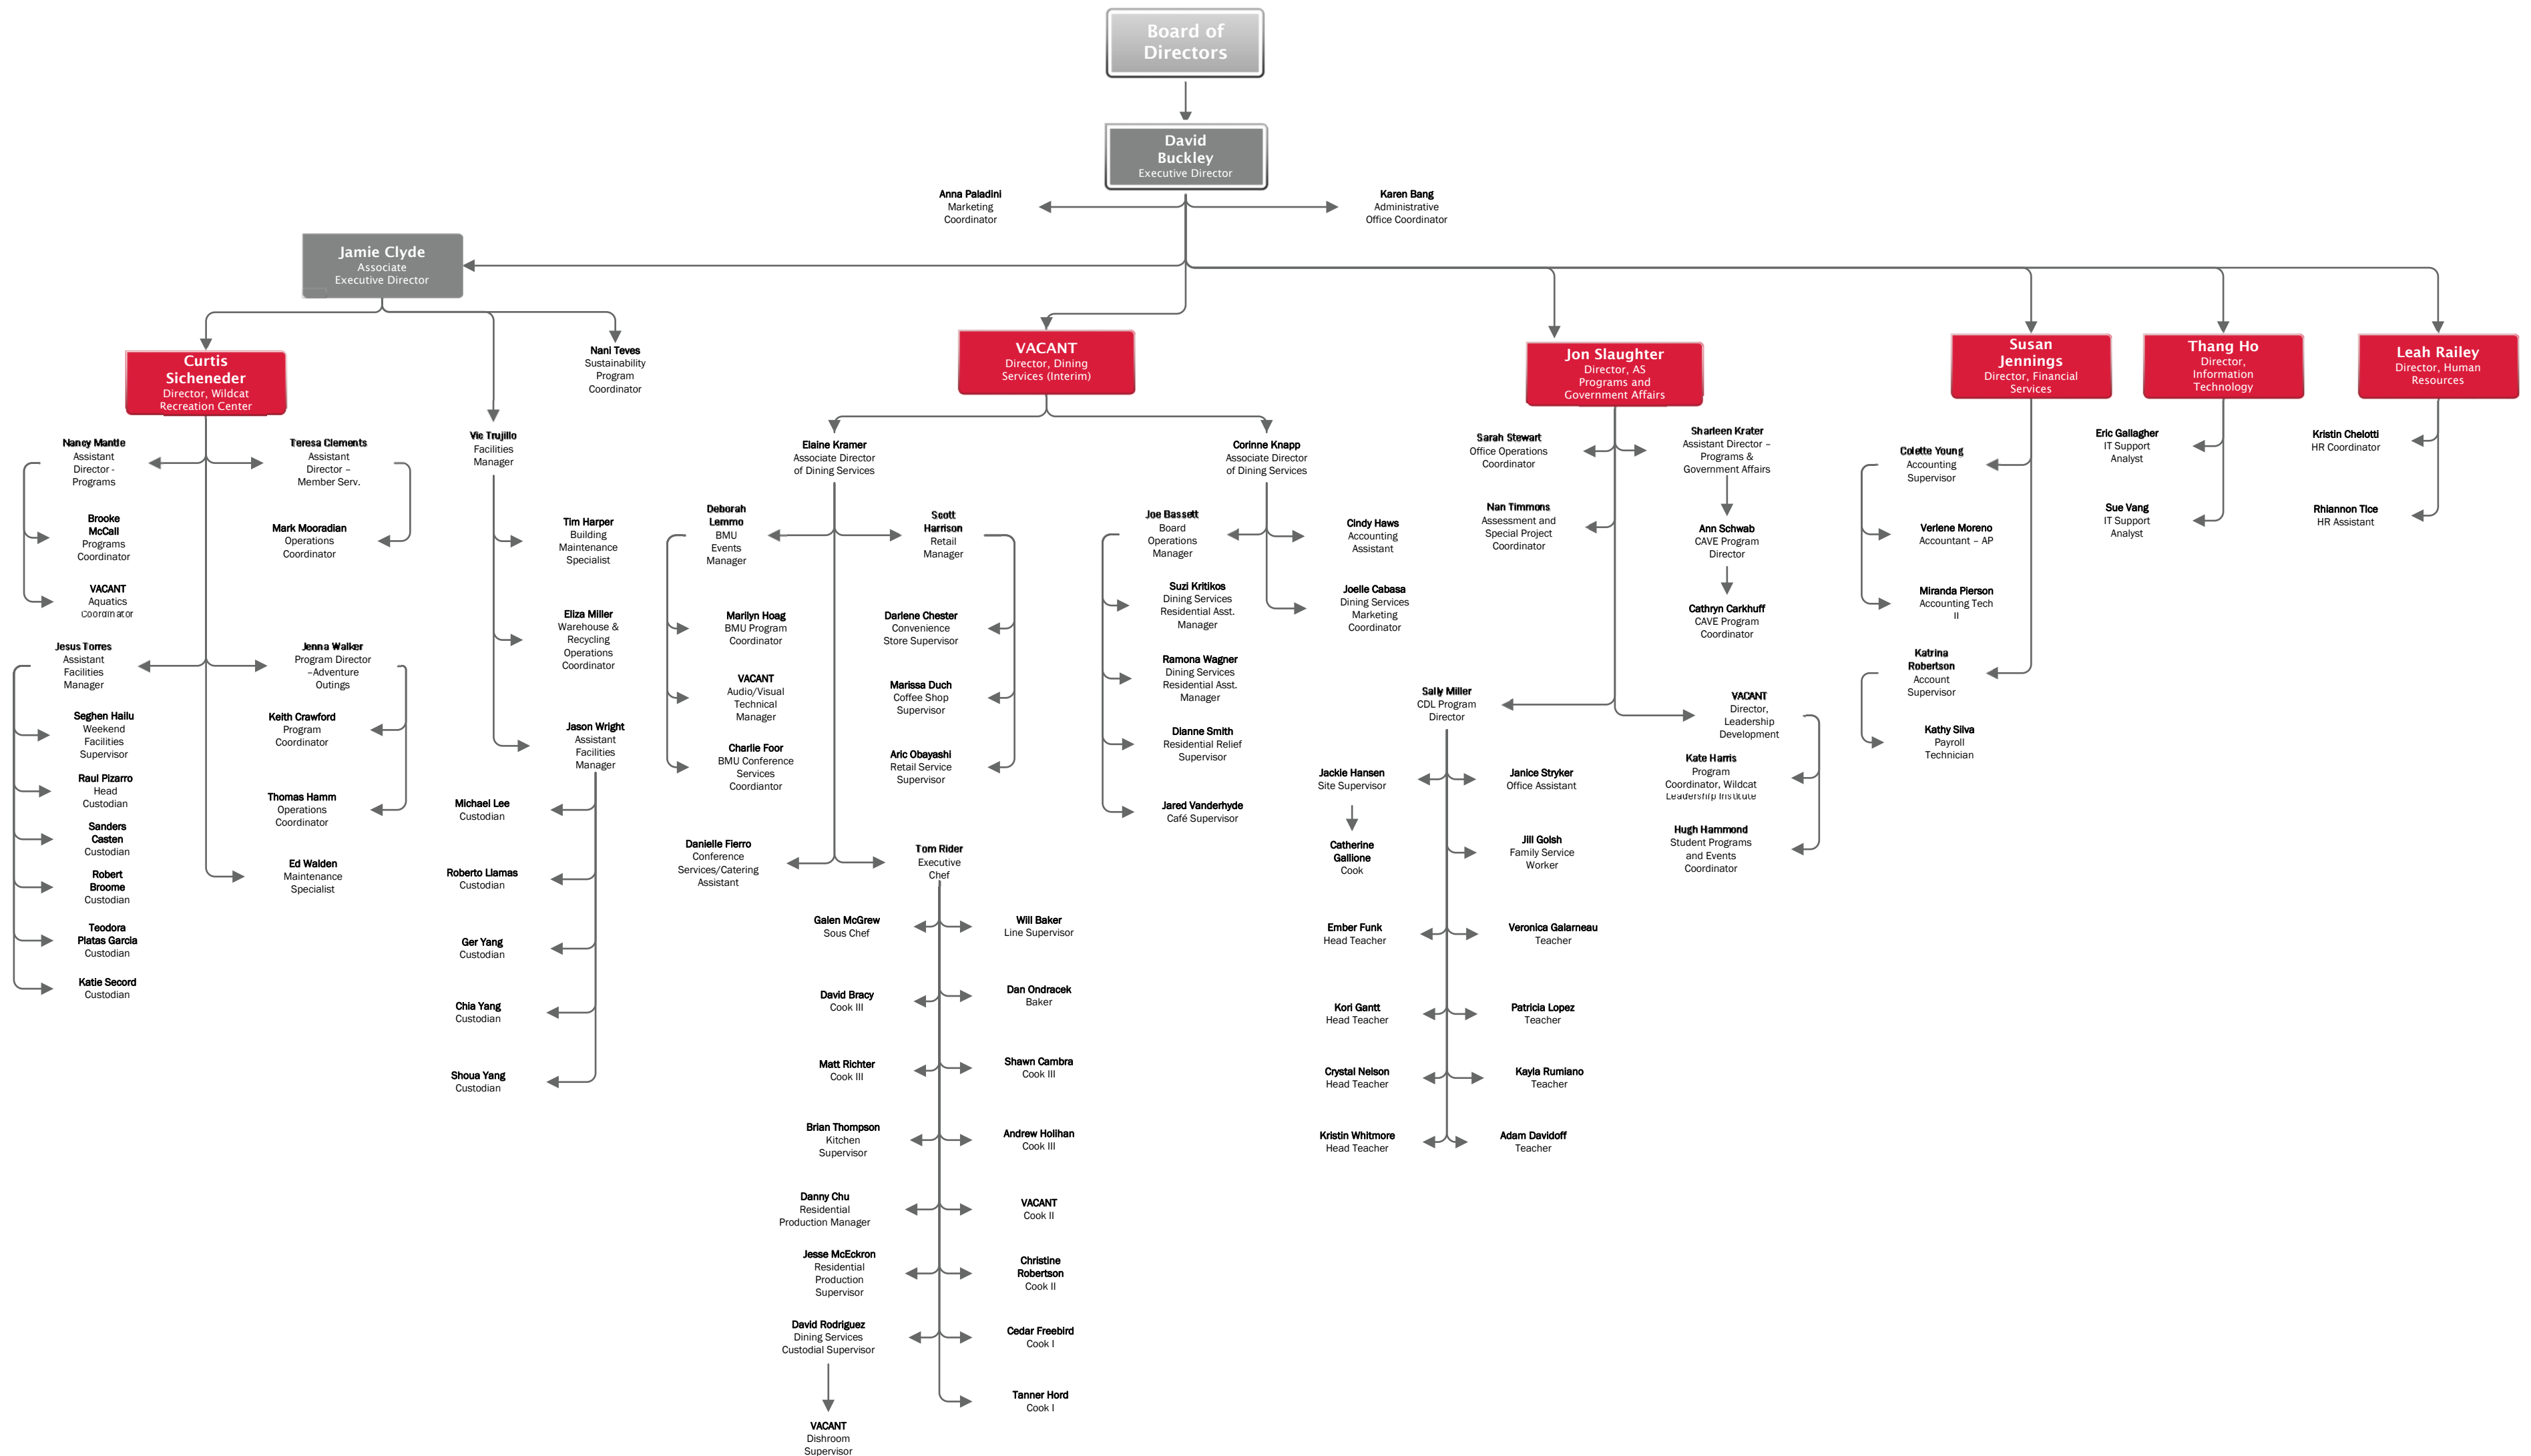 Board of
Directors
David
Buckley
Executive Director
Anna Paladini
Marketing
Coordinator
Karen Bang
Administrative
Office Coordinator
Jamie Clyde
Associate
Executive Director
Curtis
Sicheneder
Director, Wildcat
Recreation Center
Nani Teves
Sustainability
Program
Coordinator
VACANT
Director, Dining
Services (Interim)
Jon Slaughter
Director, AS
Programs and
Government Affairs
Susan
Jennings
Director, Financial
Services
Thang Ho
Director,
Information
Technology
Leah Railey
Director, Human
Resources
Nancy Mantle
Assistant
Director -
Programs
Brooke
McCall
Programs
Coordinator
VACANT
Aquatics
Coordinator
Teresa Clements
Assistant
Director –
Member Serv.
Mark Mooradian
Operations
Coordinator
Jesus Torres
Assistant
Facilities
Manager
Seghen Hailu
Weekend
Facilities
Supervisor
Raul Pizarro
Head
Custodian
Sanders
Casten
Custodian
Robert
Broome
Custodian
Teodora
Platas Garcia
Custodian
Katie Secord
Custodian
Jenna Walker
Program Director
–Adventure
Outings
Keith Crawford
Program
Coordinator
Thomas Hamm
Operations
Coordinator
Ed Walden
Maintenance
Specialist
Vic Trujillo
Facilities
Manager
Tim Harper
Building
Maintenance
Specialist
Eliza Miller
Warehouse &
Recycling
Operations
Coordinator
Jason Wright
Assistant
Facilities
Manager
Michael Lee
Custodian
Roberto Llamas
Custodian
Ger Yang
Custodian
Chia Yang
Custodian
Shoua Yang
Custodian
Elaine Kramer
Associate Director
of Dining Services
Deborah
Lemmo
BMU
Events
Manager
Marilyn Hoag
BMU Program
Coordinator
VACANT
Audio/Visual
Technical
Manager
Charlie Foor
BMU Conference
Services
Coordiantor
Scott
Harrison
Retail
Manager
Darlene Chester
Convenience
Store Supervisor
Marissa Duch
Coffee Shop
Supervisor
Aric Obayashi
Retail Service
Supervisor
Danielle Fierro
Conference
Services/Catering
Assistant
Tom Rider
Executive
Chef
Galen McGrew
Sous Chef
Will Baker
Line Supervisor
David Bracy
Cook III
Dan Ondracek
Baker
Matt Richter
Cook III
Shawn Cambra
Cook III
Brian Thompson
Kitchen
Supervisor
Andrew Holihan
Cook III
Danny Chu
Residential
Production Manager
VACANT
Cook II
Jesse McEckron
Residential
Production
Supervisor
Christine
Robertson
Cook II
David Rodriguez
Dining Services
Custodial Supervisor
Cedar Freebird
Cook I
Tanner Hord
Cook I
VACANT
Dishroom
Supervisor
Corinne Knapp
Associate Director
of Dining Services
Joe Bassett
Board
Operations
Manager
Suzi Kritikos
Dining Services
Residential Asst.
Manager
Ramona Wagner
Dining Services
Residential Asst.
Manager
Dianne Smith
Residential Relief
Supervisor
Jared Vanderhyde
Café Supervisor
Cindy Haws
Accounting
Assistant
Joelle Cabasa
Dining Services
Marketing
Coordinator
Sarah Stewart
Office Operations
Coordinator
Sharleen Krater
Assistant Director –
Programs &
Government Affairs
Nan Timmons
Assessment and
Special Project
Coordinator
Ann Schwab
CAVE Program
Director
Cathryn Carkhuff
CAVE Program
Coordinator
Sally Miller
CDL Program
Director
Jackie Hansen
Site Supervisor
Janice Stryker
Office Assistant
Catherine
Gallione
Cook
Jill Golsh
Family Service
Worker
Ember Funk
Head Teacher
Veronica Galarneau
Teacher
Kori Gantt
Head Teacher
Patricia Lopez
Teacher
Crystal Nelson
Head Teacher
Kayla Rumiano
Teacher
Kristin Whitmore
Head Teacher
Adam Davidoff
Teacher
VACANT
Director,
Leadership
Development
Kate Harris
Program
Coordinator, Wildcat
Leadership Institute
Hugh Hammond
Student Programs
and Events
Coordinator
Colette Young
Accounting
Supervisor
Verlene Moreno
Accountant – AP
Miranda Pierson
Accounting Tech
II
Katrina
Robertson
Account
Supervisor
Kathy Silva
Payroll
Technician
Eric Gallagher
IT Support
Analyst
Sue Vang
IT Support
Analyst
Kristin Chelotti
HR Coordinator
Rhiannon Tice
HR Assistant